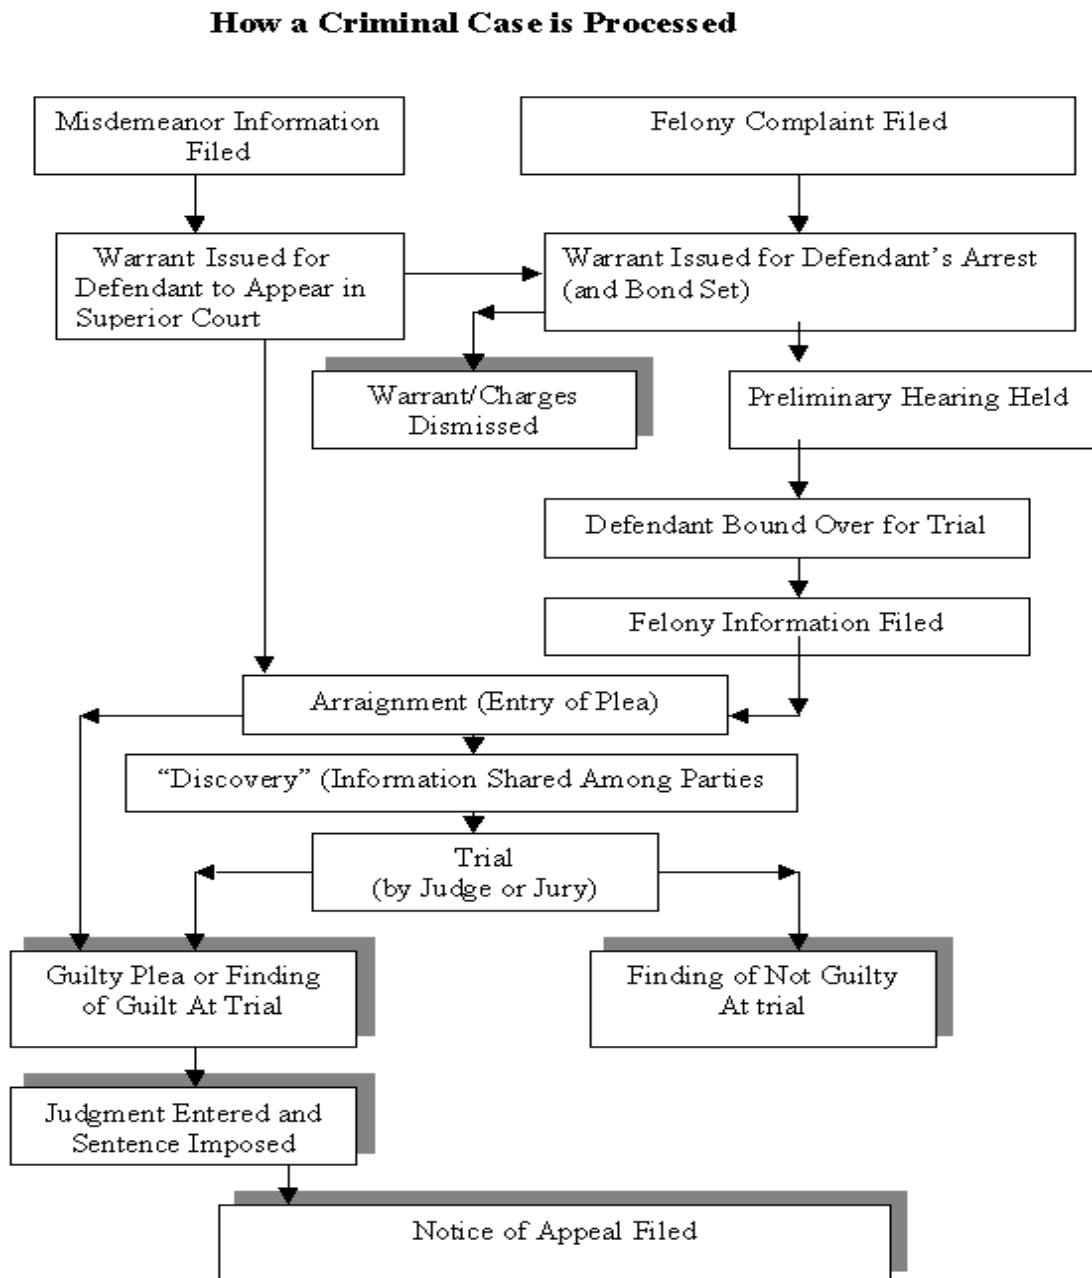 How a Criminal Case is Processed
Misdemeanor Information
Filed
Felony Complaint Filed
Warrant Issued for
Defendant to Appear in
Superior Court
Warrant Issued for Defendant's Arrest
(and Bond Set)
Warrant/Charges
Dismissed
Preliminary Hearing Held
Defendant Bound Over for Trial
Felony Information Filed
Arraignment (Entry of Plea)
“Discovery” (Information Shared Among Parties
Trial
(by Judge or Jury)
Guilty Plea or Finding
of Guilt At Trial
Finding of Not Guilty
At trial
Judgment Entered and
Sentence Imposed
Notice of Appeal Filed